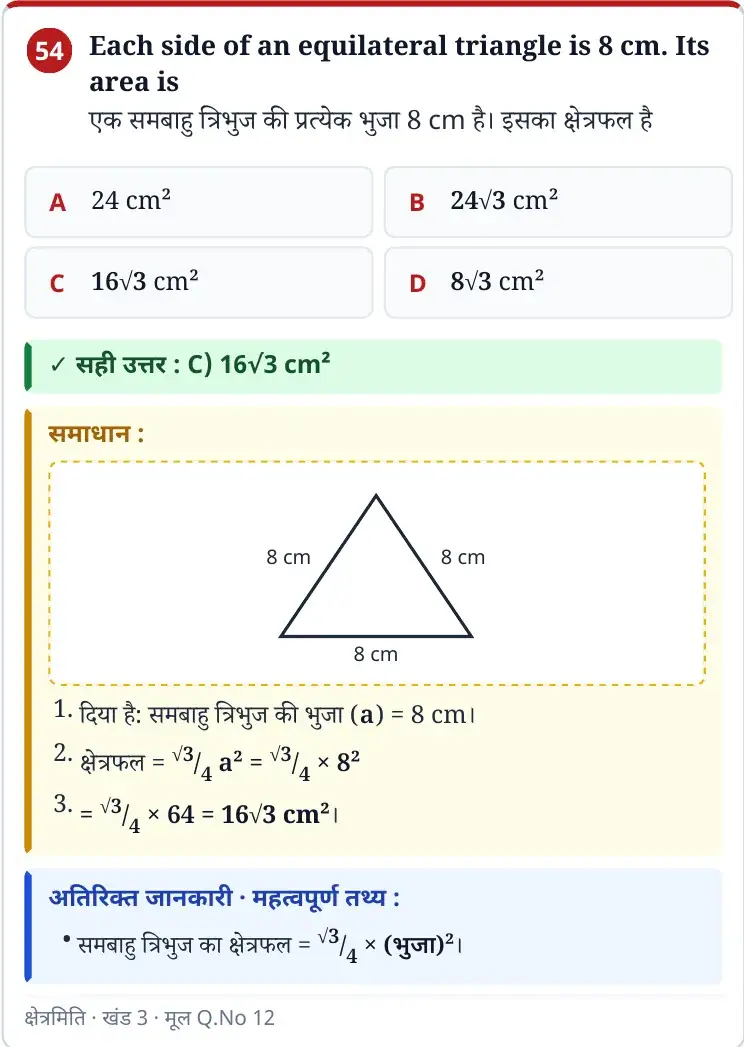 54 Each side of an equilateral triangle is 8 cm. Its
area is
एक समबाहु त्रिभुज की प्रत्येक भुजा 8 cm है। इसका क्षेत्रफल है
A 24 cm²
B 24√3 cm²
C 16√3 cm²
D 8√3 cm²
✓ सही उत्तर : C) 16√3 cm²
समाधान :
8 cm
8 cm
8 cm
1. दिया है: समबाहु त्रिभुज की भुजा (a) = 8 cm।
2. क्षेत्रफल = √3/4 a² = √3/4 × 8²
3. = √3/4 × 64 = 16√3 cm²।
अतिरिक्त जानकारी · महत्वपूर्ण तथ्य :
• समबाहु त्रिभुज का क्षेत्रफल = √3/4 × (भुजा)²।
क्षेत्रमिति · खंड 3 · मूल Q.No 12